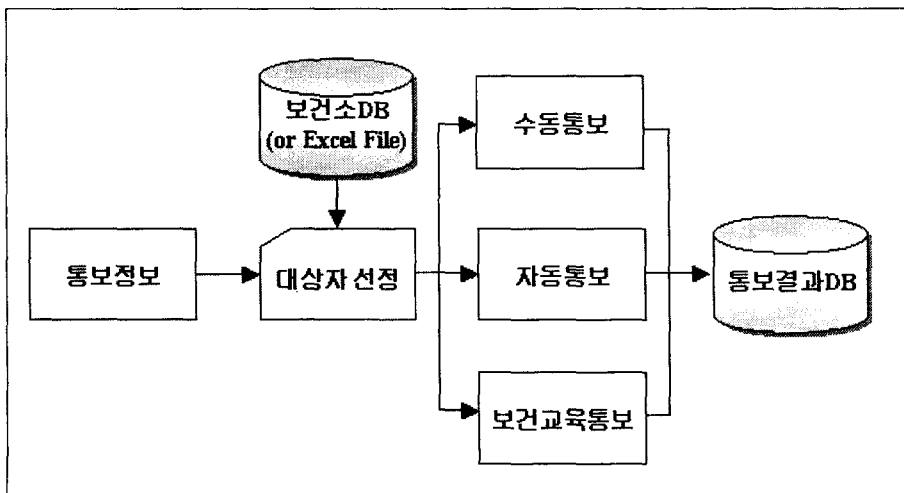 보건소DB
(or Excel File)
수동통보
통보정보
대상자 선정
자동통보
통보결과DB
보건교육통보